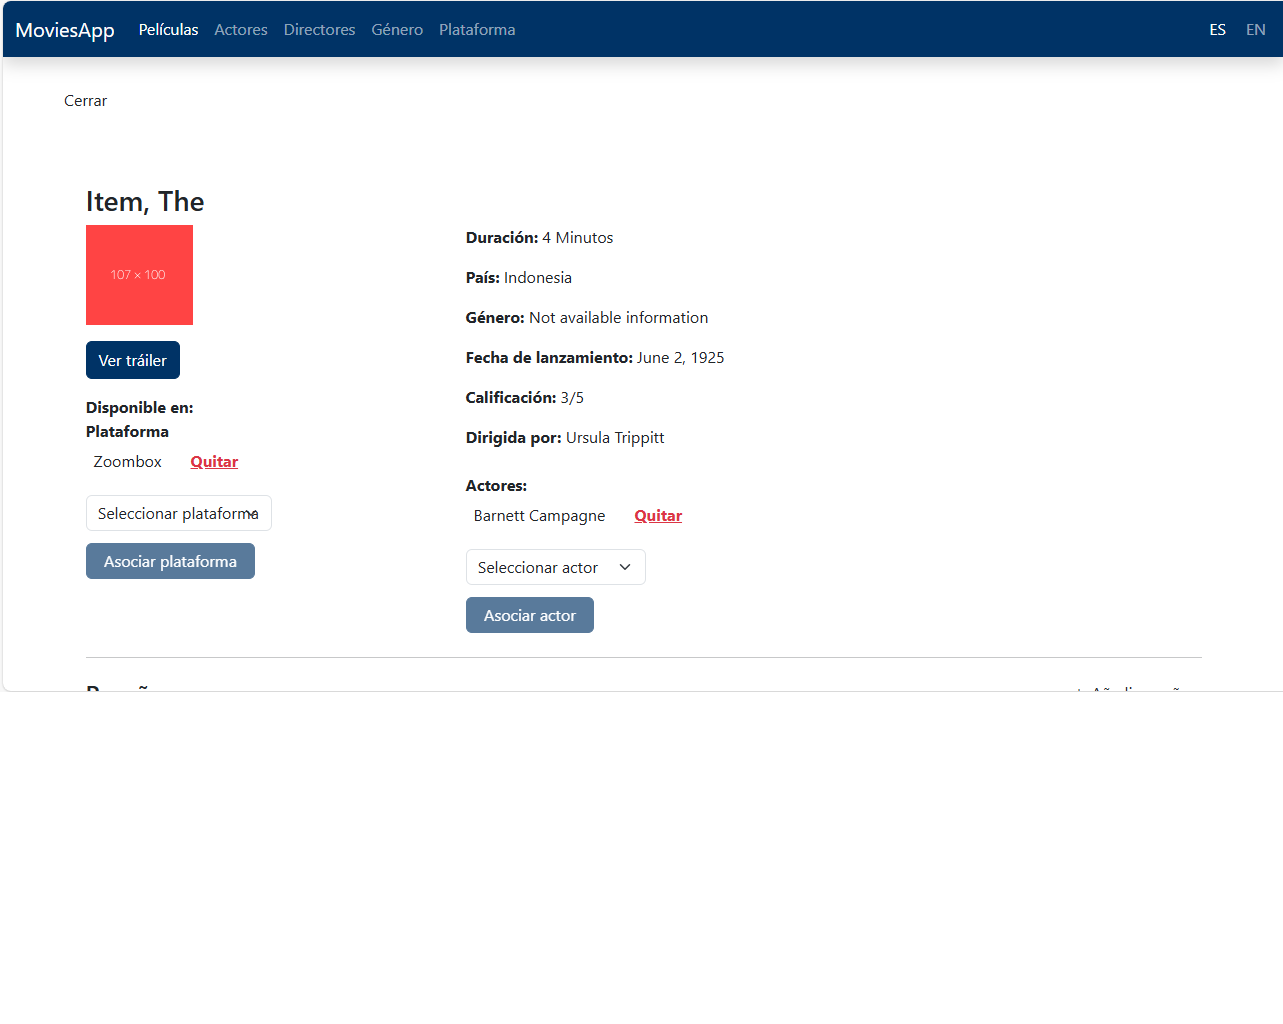 MoviesApp Películas Actores Directores Género Plataforma ES EN
Cerrar
Item, The
107 × 100
Ver tráiler
Disponible en:
Plataforma
Zoombox Quitar
Seleccionar plataforma
Asociar plataforma
Duración: 4 Minutos
País: Indonesia
Género: Not available information
Fecha de lanzamiento: June 2, 1925
Calificación: 3/5
Dirigida por: Ursula Trippitt
Actores:
Barnett Campagne Quitar
Seleccionar actor
Asociar actor